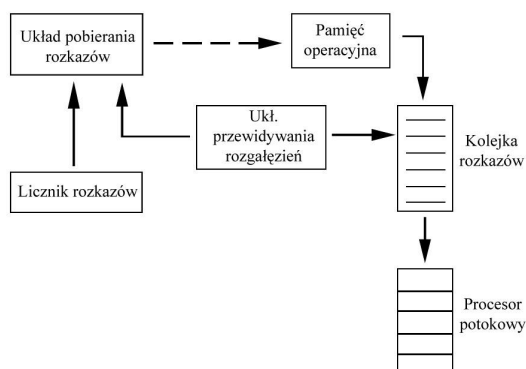 Układ pobierania
rozkazów
Pamięć
operacyjna
Ukł.
przewidywania
rozgałęzień
Kolejka
rozkazów
Licznik rozkazów
Procesor
potokowy